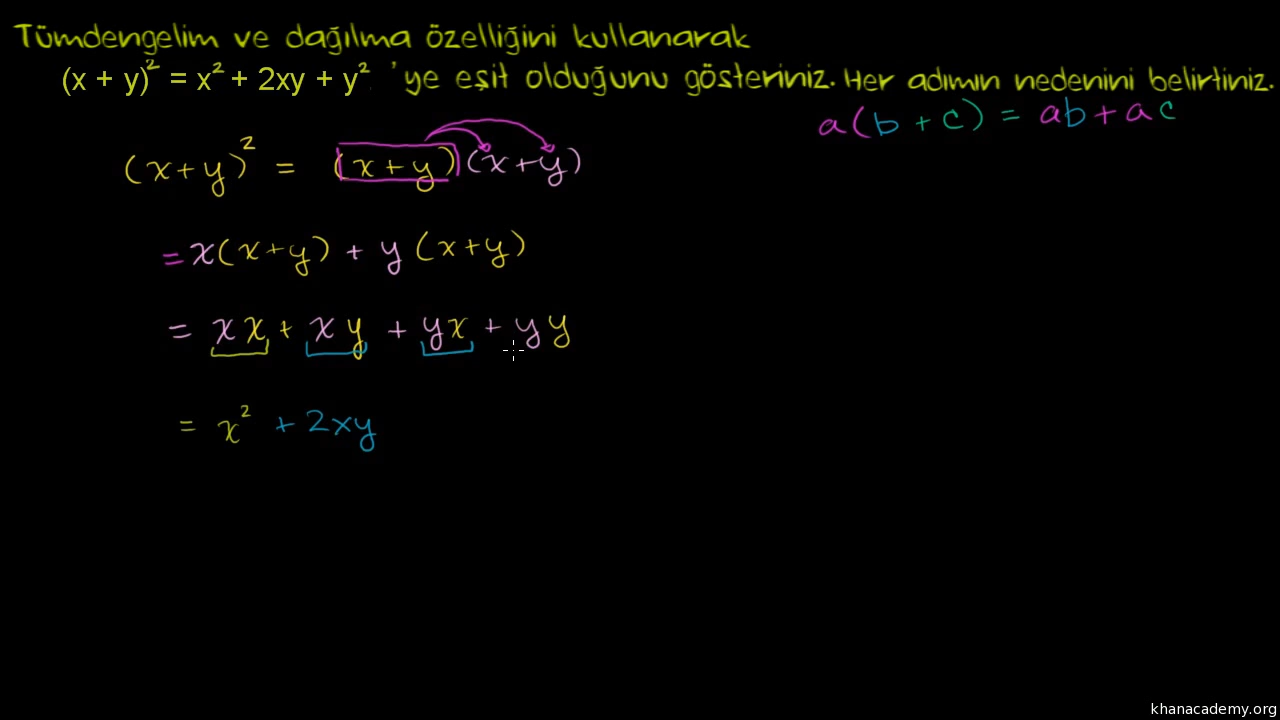 Tümdengelim ve dağılma özelliğini kullanarak
(x + y)² = x² + 2xy + y² 'ye eşit olduğunu gösteriniz. Her adımın nedenini belirtiniz.
a(b + c) = ab + ac
(x+y)² = (x+y)(x+y)
= x(x+y) + y(x+y)
= xx + xy + yx + yy
= x² + 2xy
khanacademy.org